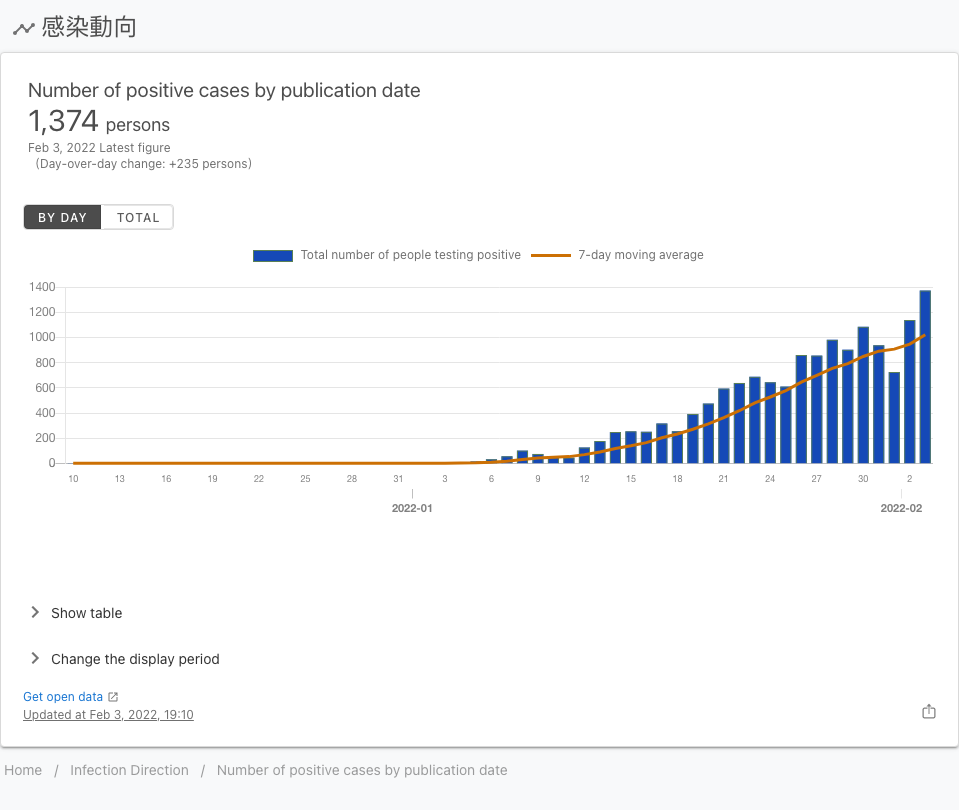 感染動向
Number of positive cases by publication date
1,374 persons
Feb 3, 2022 Latest figure
(Day-over-day change: +235 persons)
BY DAY TOTAL
Total number of people testing positive 7-day moving average
1400
1200
1000
800
600
400
200
0
10 13 16 19 22 25 28 31 3 6 9 12 15 18 21 24 27 30 2
2022-01 2022-02
Show table
Change the display period
Get open data
Updated at Feb 3, 2022, 19:10
Home / Infection Direction / Number of positive cases by publication date